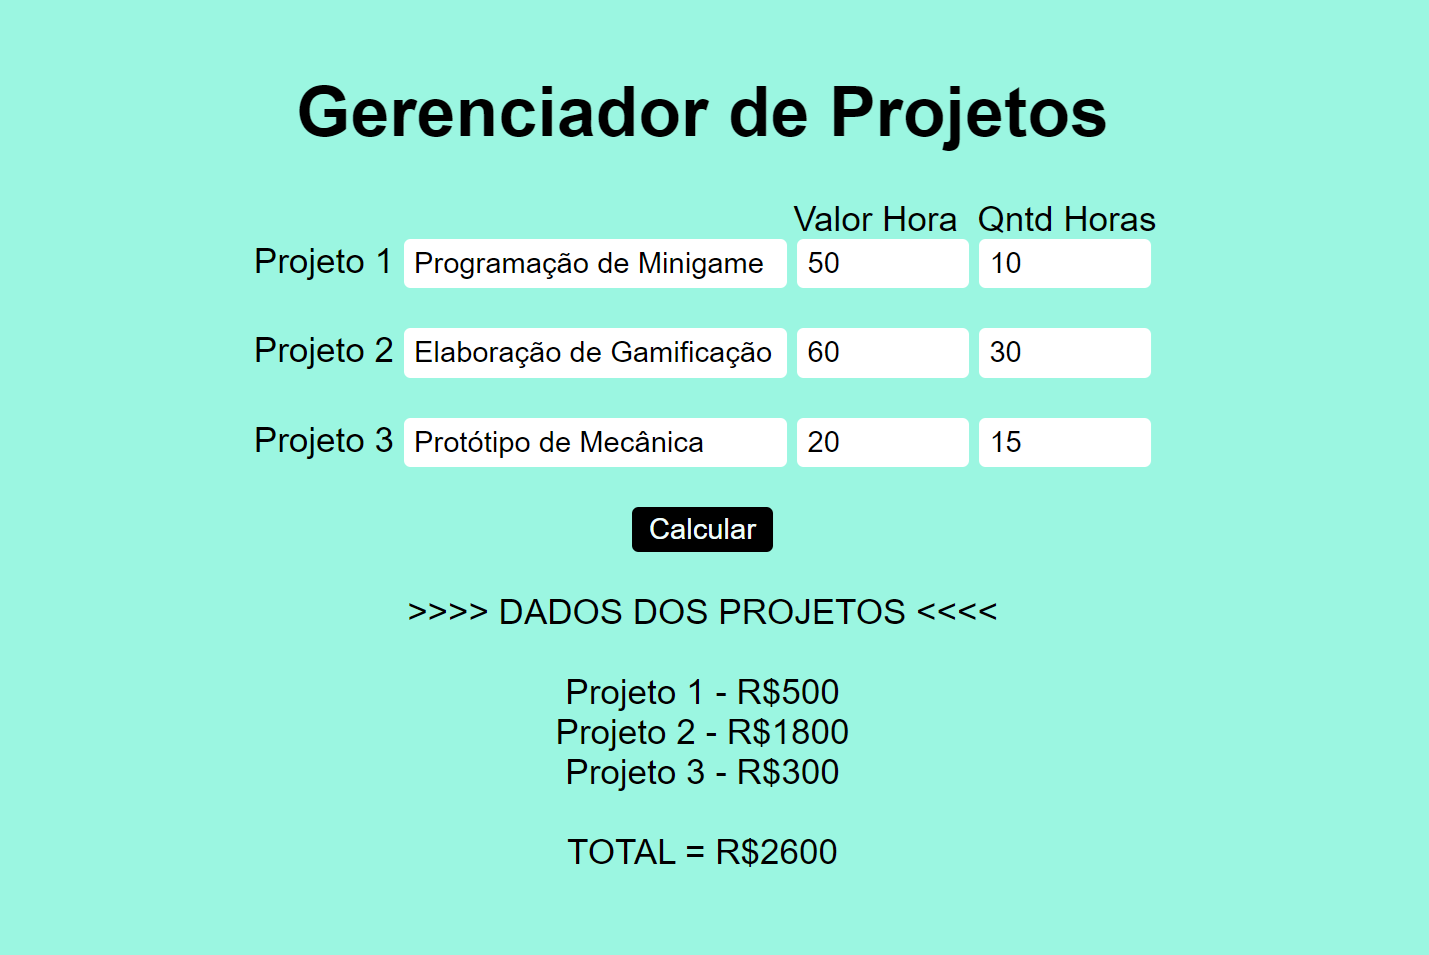 Gerenciador de Projetos
Valor Hora Qntd Horas
Projeto 1 Programação de Minigame 50 10
Projeto 2 Elaboração de Gamificação 60 30
Projeto 3 Protótipo de Mecânica 20 15
Calcular
>>>> DADOS DOS PROJETOS <<<<
Projeto 1 - R$500
Projeto 2 - R$1800
Projeto 3 - R$300
TOTAL = R$2600